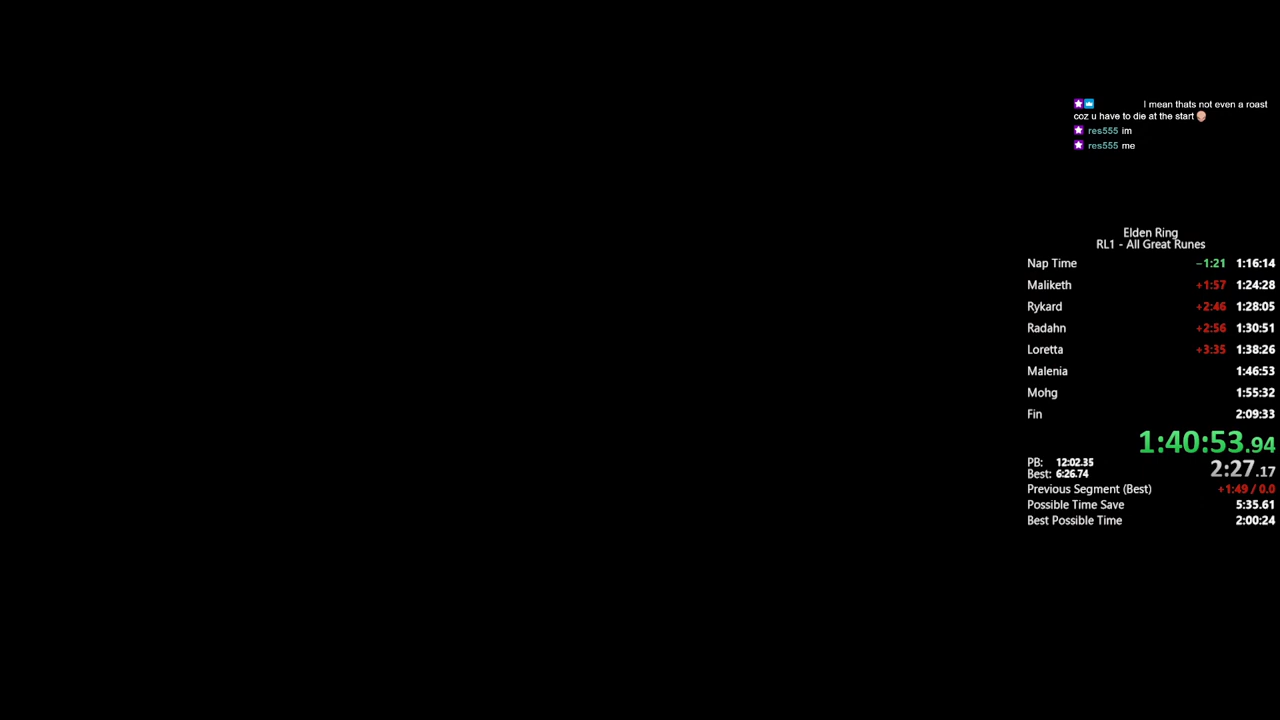 I mean thats not even a roast
coz u have to die at the start
res555 im
res555 me
Elden Ring
RL1 - All Great Runes
Nap Time −1:21 1:16:14
Maliketh +1:57 1:24:28
Rykard +2:46 1:28:05
Radahn +2:56 1:30:51
Loretta +3:35 1:38:26
Malenia 1:46:53
Mohg 1:55:32
Fin 2:09:33
1:40:53.94
PB: 12:02.35
2:27.17
Best: 6:26.74
Previous Segment (Best) +1:49 / 0.0
Possible Time Save 5:35.61
Best Possible Time 2:00:24